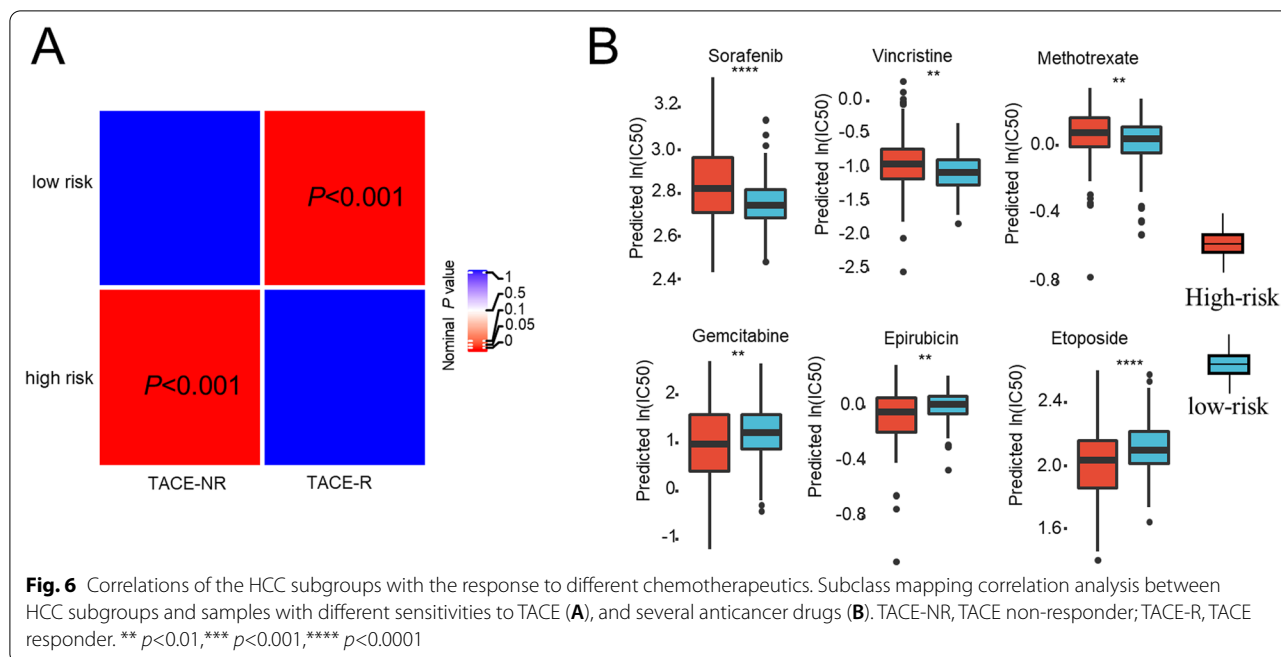 A
low risk
high risk
P<0.001
P<0.001
TACE-NR
TACE-R
Nominal P value
1
0.5
0.1
0.05
0
B
Sorafenib
****
Predicted ln(IC50)
3.2
3.0
2.8
2.6
2.4
Vincristine
**
Predicted ln(IC50)
0.0
-0.5
-1.0
-1.5
-2.0
-2.5
Methotrexate
**
Predicted ln(IC50)
0.0
-0.4
-0.8
High-risk
Gemcitabine
**
Predicted ln(IC50)
2
1
0
-1
Epirubicin
**
Predicted ln(IC50)
0.0
-0.4
-0.8
Etoposide
****
Predicted ln(IC50)
2.4
2.0
1.6
low-risk
Fig. 6 Correlations of the HCC subgroups with the response to different chemotherapeutics. Subclass mapping correlation analysis between
HCC subgroups and samples with different sensitivities to TACE (A), and several anticancer drugs (B). TACE-NR, TACE non-responder; TACE-R, TACE
responder. ** p<0.01,*** p<0.001,**** p<0.0001